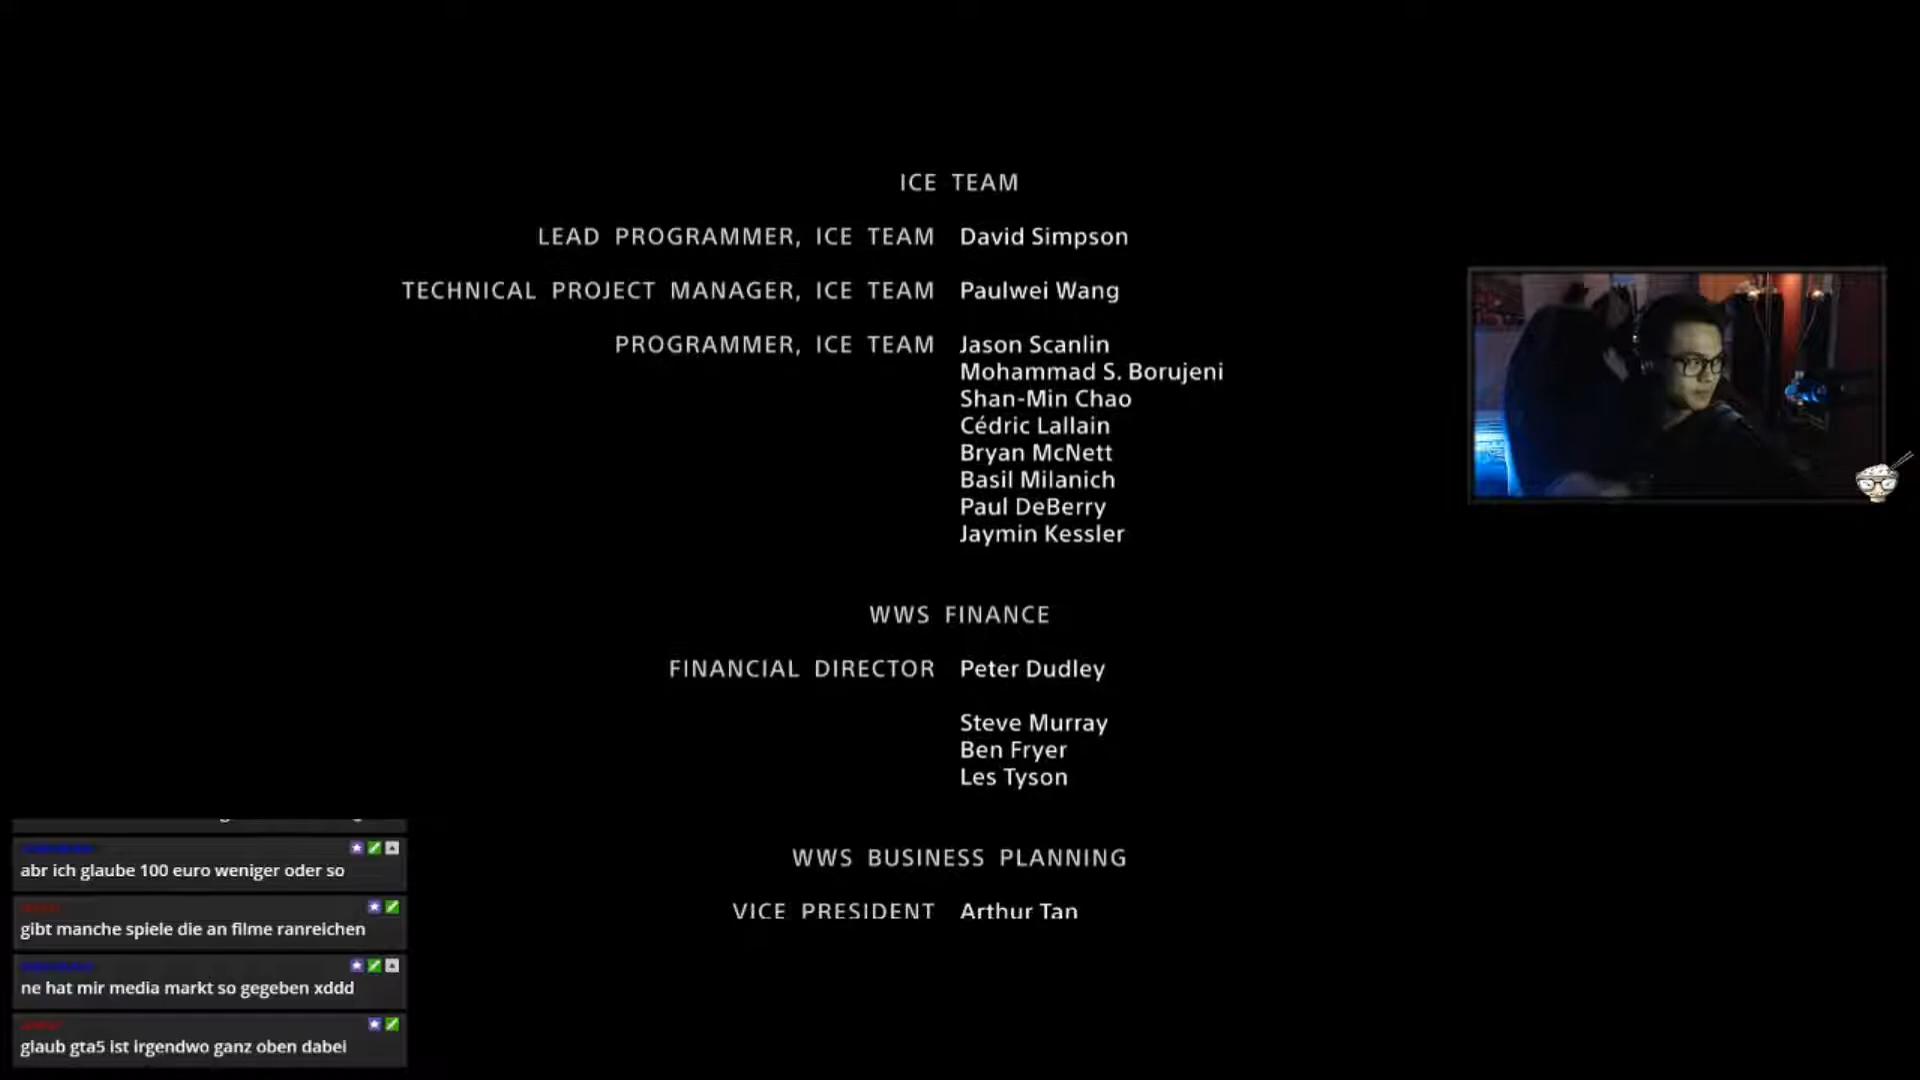 ICE TEAM
LEAD PROGRAMMER, ICE TEAM David Simpson
TECHNICAL PROJECT MANAGER, ICE TEAM Paulwei Wang
PROGRAMMER, ICE TEAM Jason Scanlin
Mohammad S. Borujeni
Shan-Min Chao
Cédric Lallain
Bryan McNett
Basil Milanich
Paul DeBerry
Jaymin Kessler
WWS FINANCE
FINANCIAL DIRECTOR Peter Dudley
Steve Murray
Ben Fryer
Les Tyson
WWS BUSINESS PLANNING
VICE PRESIDENT Arthur Tan
abr ich glaube 100 euro weniger oder so
gibt manche spiele die an filme ranreichen
ne hat mir media markt so gegeben xddd
glaub gta5 ist irgendwo ganz oben dabei